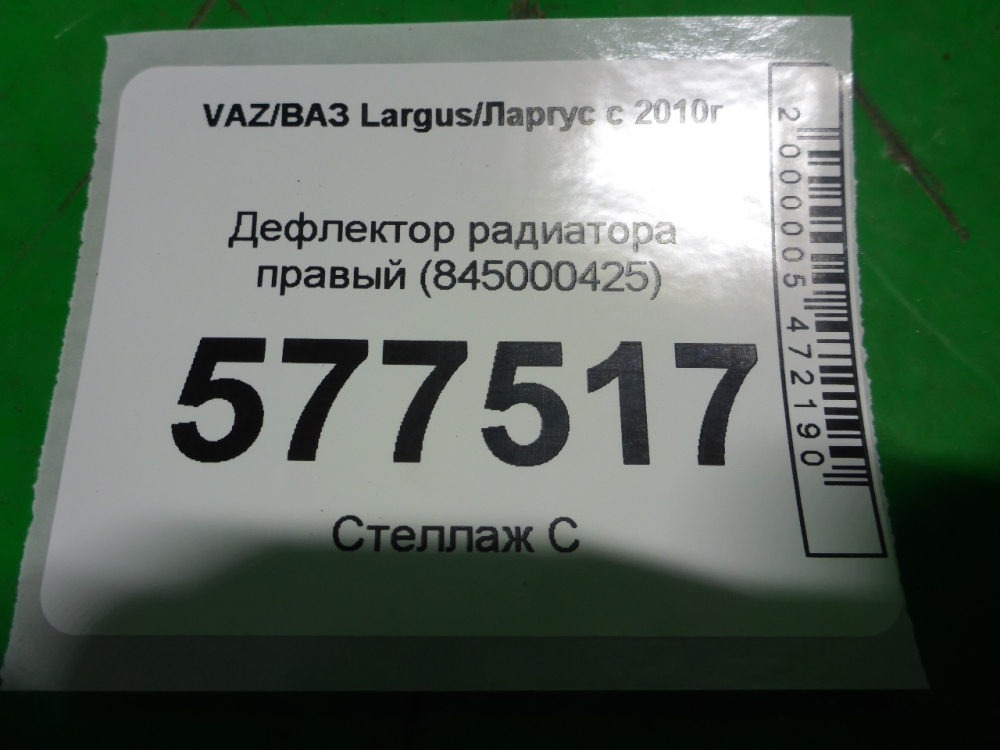 VAZ/ВАЗ Largus/Ларгус с 2010г
Дефлектор радиатора
правый (845000425)
577517
Стеллаж С
2000005472190